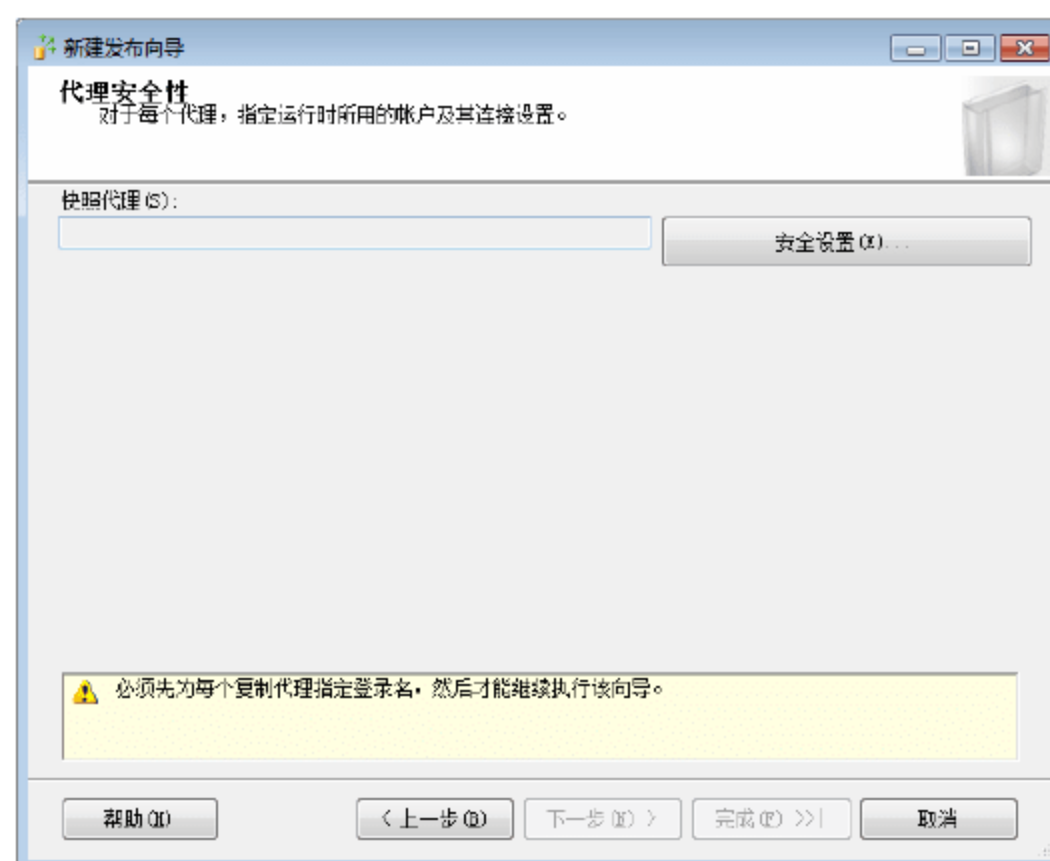 新建发布向导
代理安全性
对于每个代理，指定运行时所用的帐户及其连接设置。
快照代理(S)：
安全设置(X)...
必须先为每个复制代理指定登录名，然后才能继续执行该向导。
帮助(H)
< 上一步(B)
下一步(N) >
完成(F) >>|
取消